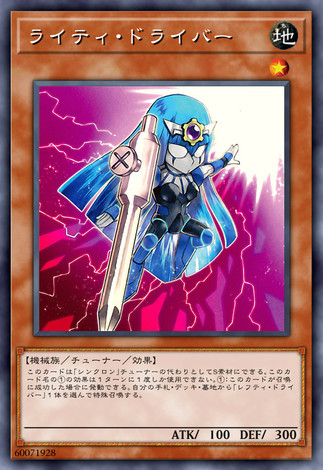 ライティ・ドライバー
地
【機械族／チューナー／効果】
このカードは「シンクロン」チューナーの代わりとしてS素材にできる。このカ
ード名の①の効果は１ターンに１度しか使用できない。①：このカードが召喚
に成功した場合に発動できる。自分の手札・デッキ・墓地から「レフティ・ドライ
バー」１体を選んで特殊召喚する。
ATK/ 100 DEF/ 300
60071928